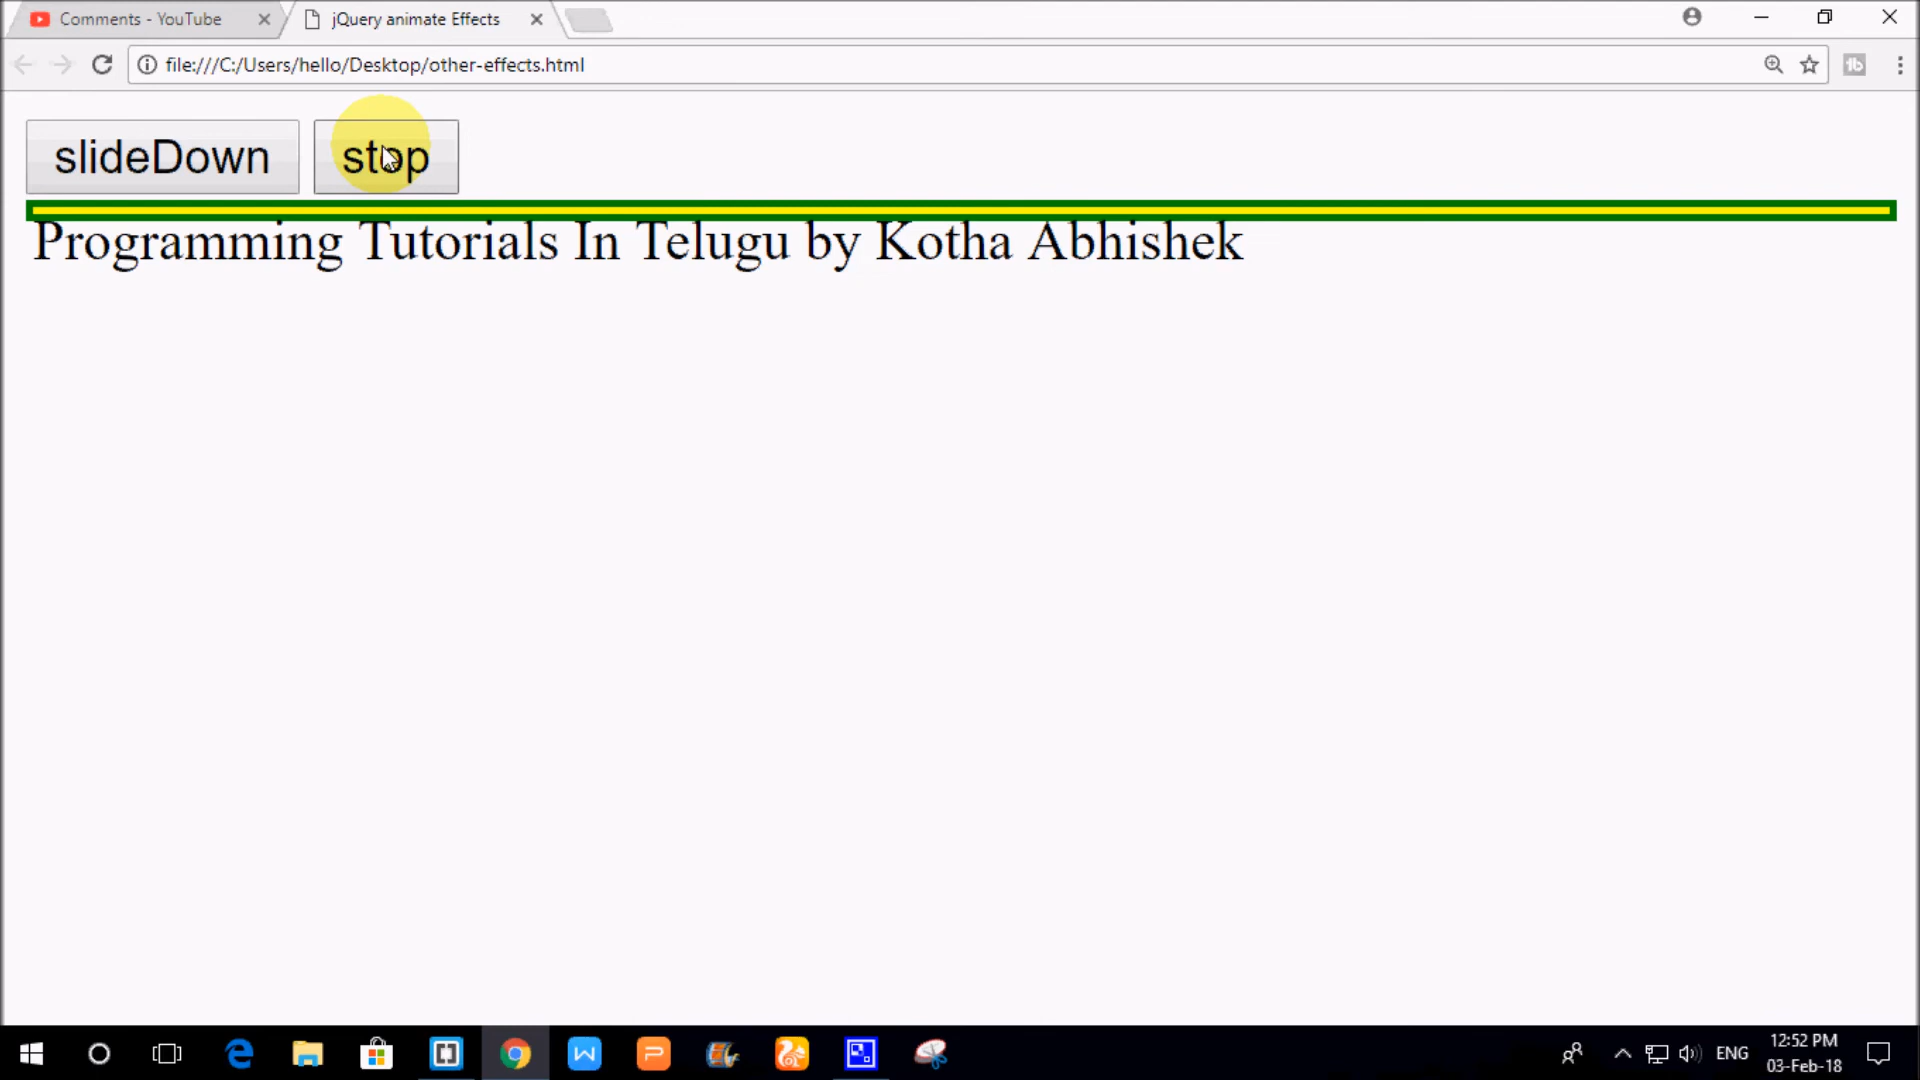 Comments - YouTube
jQuery animate Effects
file:///C:/Users/hello/Desktop/other-effects.html
slideDown
stop
Programming Tutorials In Telugu by Kotha Abhishek
ENG
12:52 PM
03-Feb-18